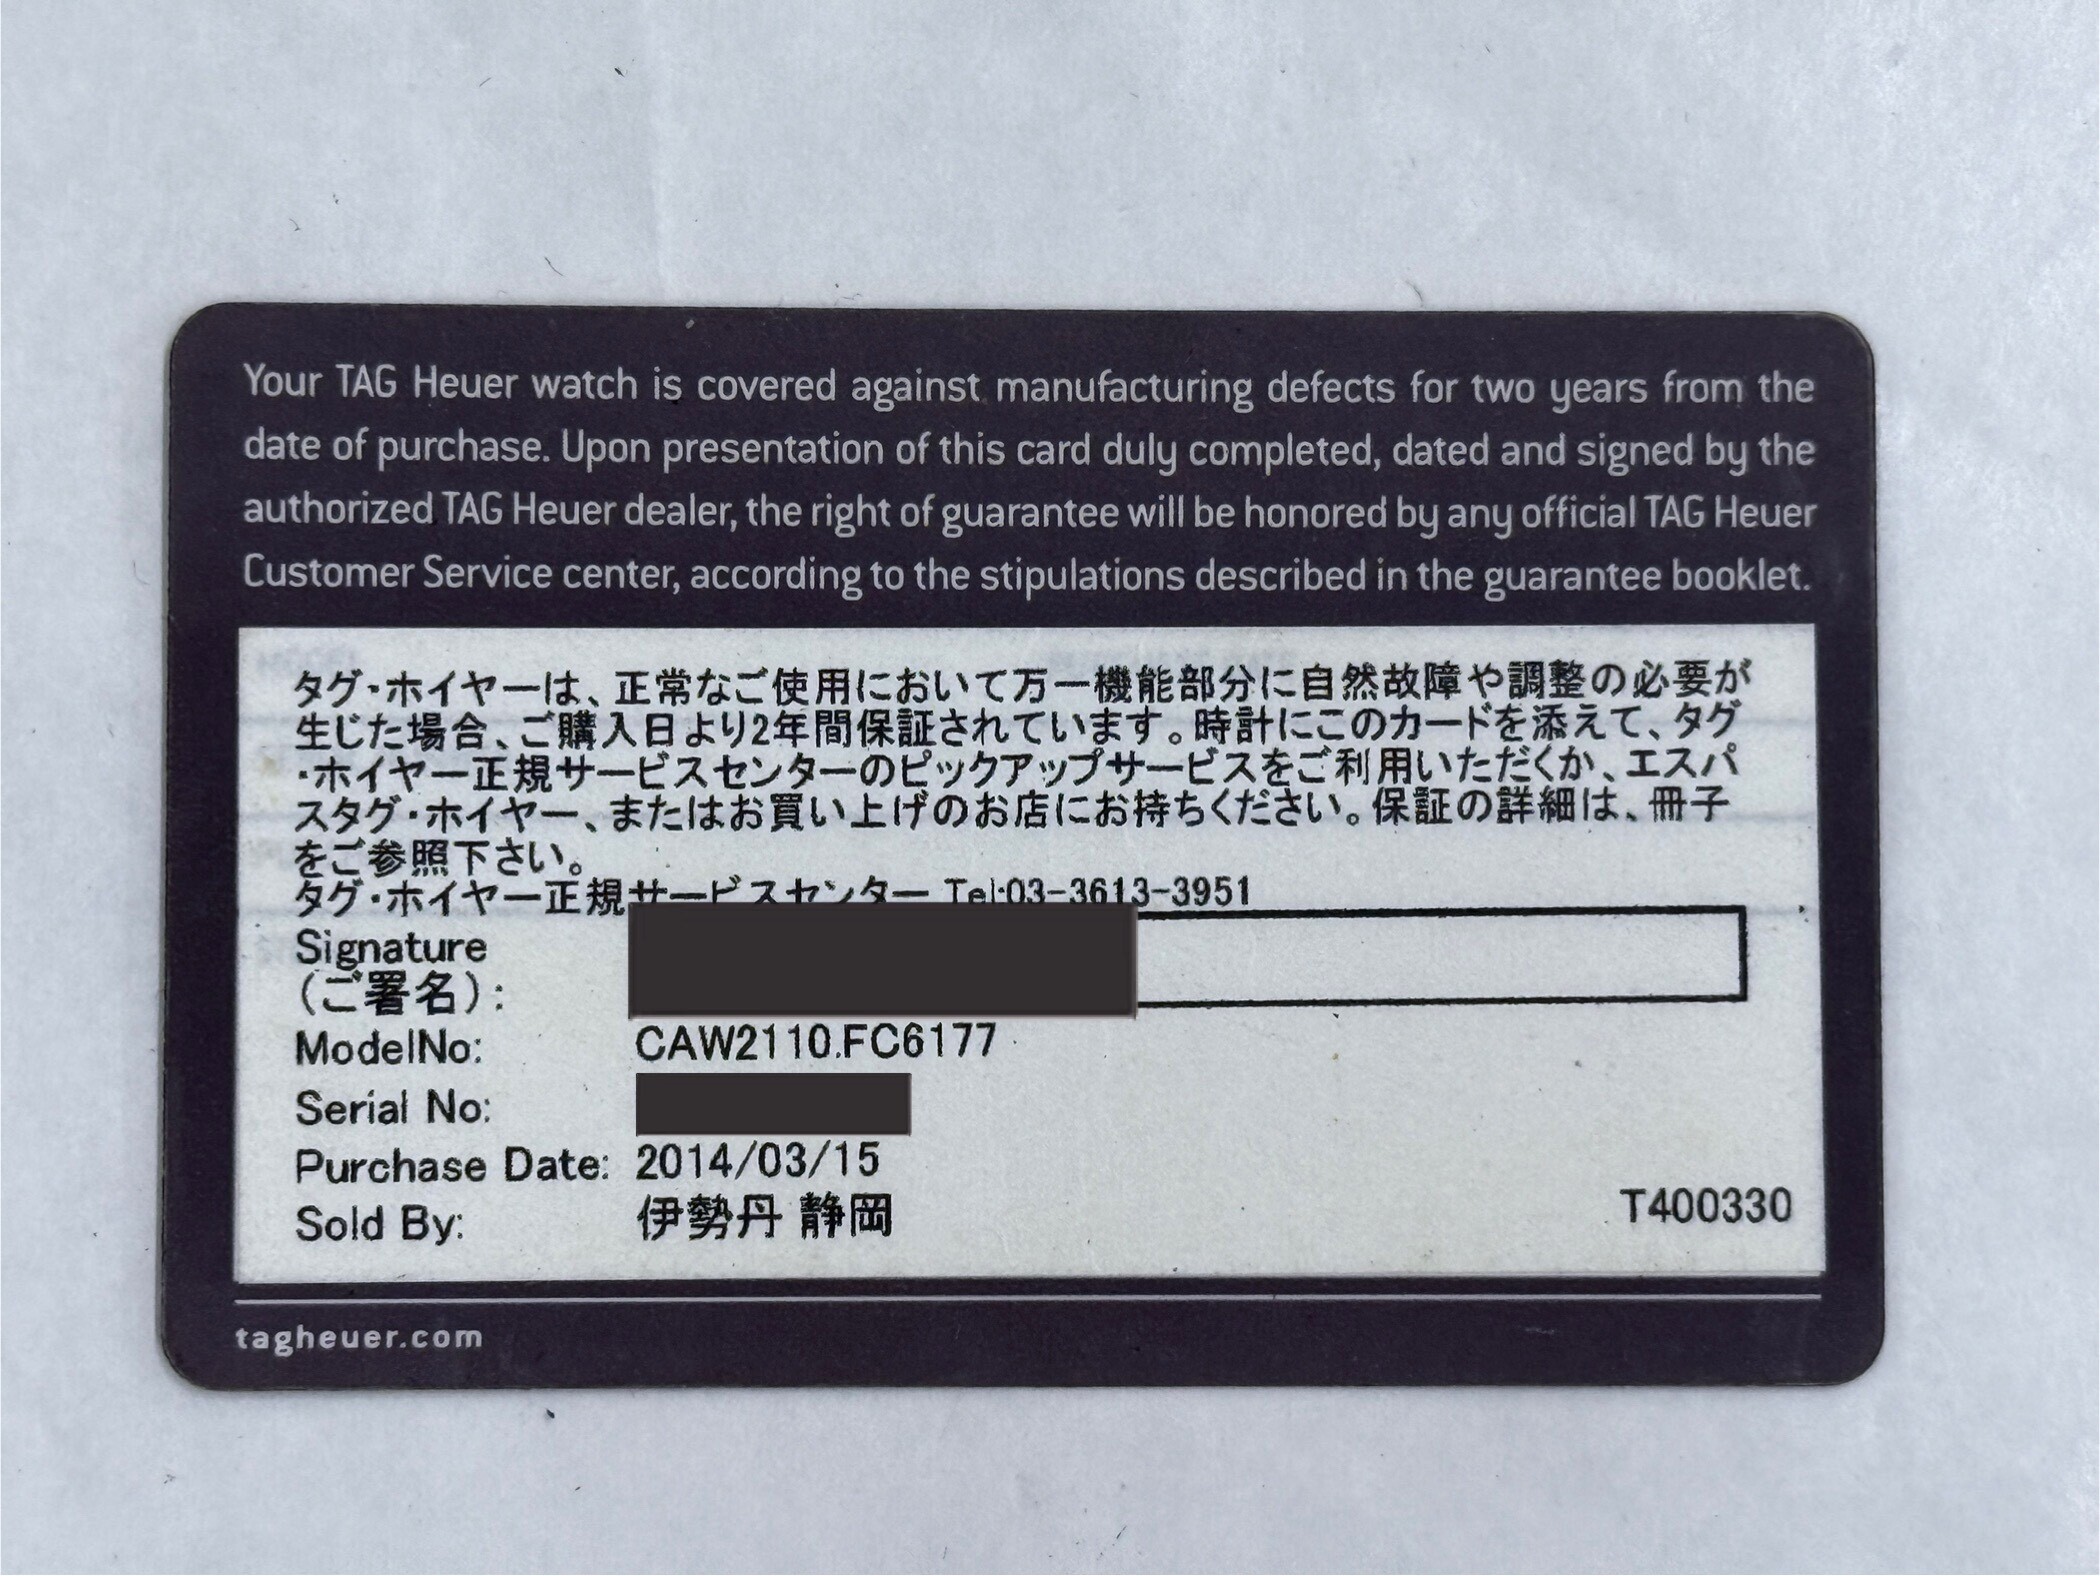 Your TAG Heuer watch is covered against manufacturing defects for two years from the
date of purchase. Upon presentation of this card duly completed, dated and signed by the
authorized TAG Heuer dealer, the right of guarantee will be honored by any official TAG Heuer
Customer Service center, according to the stipulations described in the guarantee booklet.
タグ・ホイヤーは、正常なご使用において万一機能部分に自然故障や調整の必要が
生じた場合、ご購入日より2年間保証されています。時計にこのカードを添えて、タグ
・ホイヤー正規サービスセンターのピックアップサービスをご利用いただくか、エスパ
スタグ・ホイヤー、またはお買い上げのお店にお持ちください。保証の詳細は、冊子
をご参照下さい。
タグ・ホイヤー正規サービスセンター Tel:03-3613-3951
Signature
(ご署名):
ModelNo: CAW2110.FC6177
Serial No:
Purchase Date: 2014/03/15
Sold By: 伊勢丹 静岡
T400330
tagheuer.com